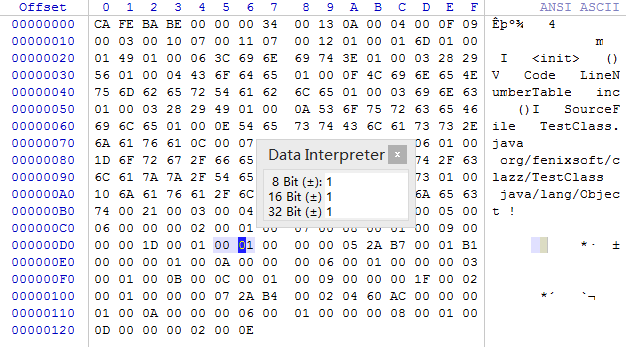 Offset 0 1 2 3 4 5 6 7 8 9 A B C D E F ANSI ASCII
00000000 CA FE BA BE 00 00 00 34 00 13 0A 00 04 00 0F 09 Êþº¾ 4
00000010 00 03 00 10 07 00 11 07 00 12 01 00 01 6D 01 00 m
00000020 01 49 01 00 06 3C 69 6E 69 74 3E 01 00 03 28 29 I <init> ()
00000030 56 01 00 04 43 6F 64 65 01 00 0F 4C 69 6E 65 4E V Code LineN
00000040 75 6D 62 65 72 54 61 62 6C 65 01 00 03 69 6E 63 umberTable inc
00000050 01 00 03 28 29 49 01 00 0A 53 6F 75 72 63 65 46 ()I SourceF
00000060 69 6C 65 01 00 0E 54 65 73 74 43 6C 61 73 73 2E ile TestClass.
00000070 6A 61 76 61 0C 00 07 06 01 00 java
00000080 1D 6F 72 67 2F 66 65 74 2F 63 org/fenixsoft/c
00000090 6C 61 7A 7A 2F 54 65 73 01 00 lazz/TestClass
000000A0 10 6A 61 76 61 2F 6C 6A 65 63 java/lang/Objec
000000B0 74 00 21 00 03 00 04 00 05 00 t !
000000C0 06 00 00 00 02 00 01 00 07 00 08 00 01 00 09 00
000000D0 00 00 1D 00 01 00 01 00 00 00 05 2A B7 00 01 B1 *· ±
000000E0 00 00 00 01 00 0A 00 00 00 06 00 01 00 00 00 03
000000F0 00 01 00 0B 00 0C 00 01 00 09 00 00 00 1F 00 02
00000100 00 01 00 00 00 07 2A B4 00 02 04 60 AC 00 00 00 *´ `¬
00000110 01 00 0A 00 00 00 06 00 01 00 00 00 08 00 01 00
00000120 0D 00 00 00 02 00 0E
Data Interpreter x
8 Bit (±): 1
16 Bit (±) 1
32 Bit (±) 1